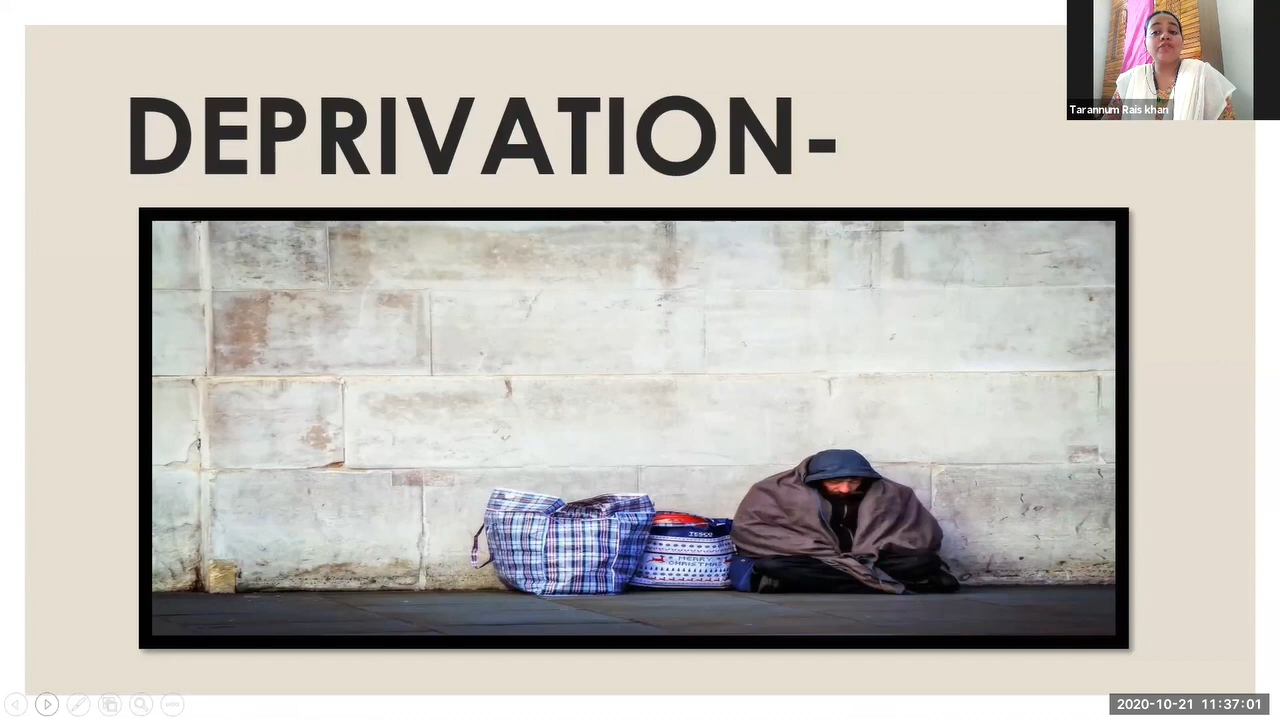 DEPRIVATION-
Tarannum Rais khan
TESCO
MERRY
CHRISTMAS
2020-10-21 11:37:01